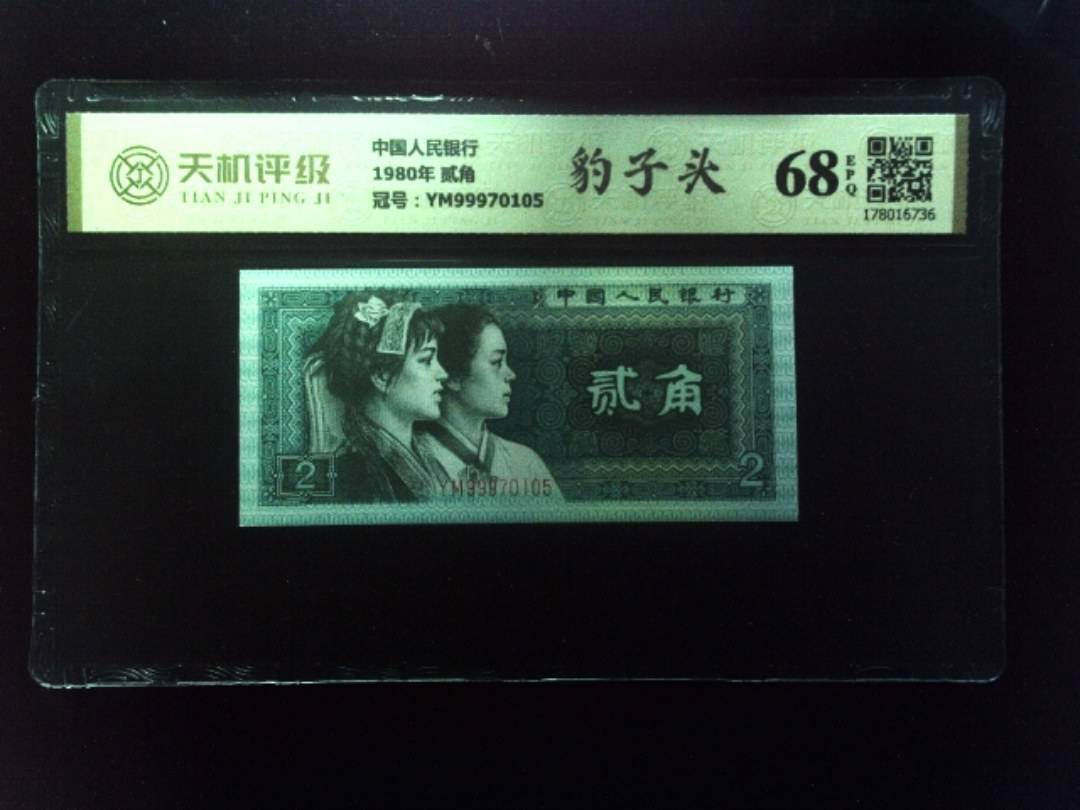 天机评级
TIAN JI PING JI
中国人民银行
1980年 贰角
冠号：YM99970105
豹子头
68
EPQ
178016736
中国人民银行
贰角
2
2
YM99970105